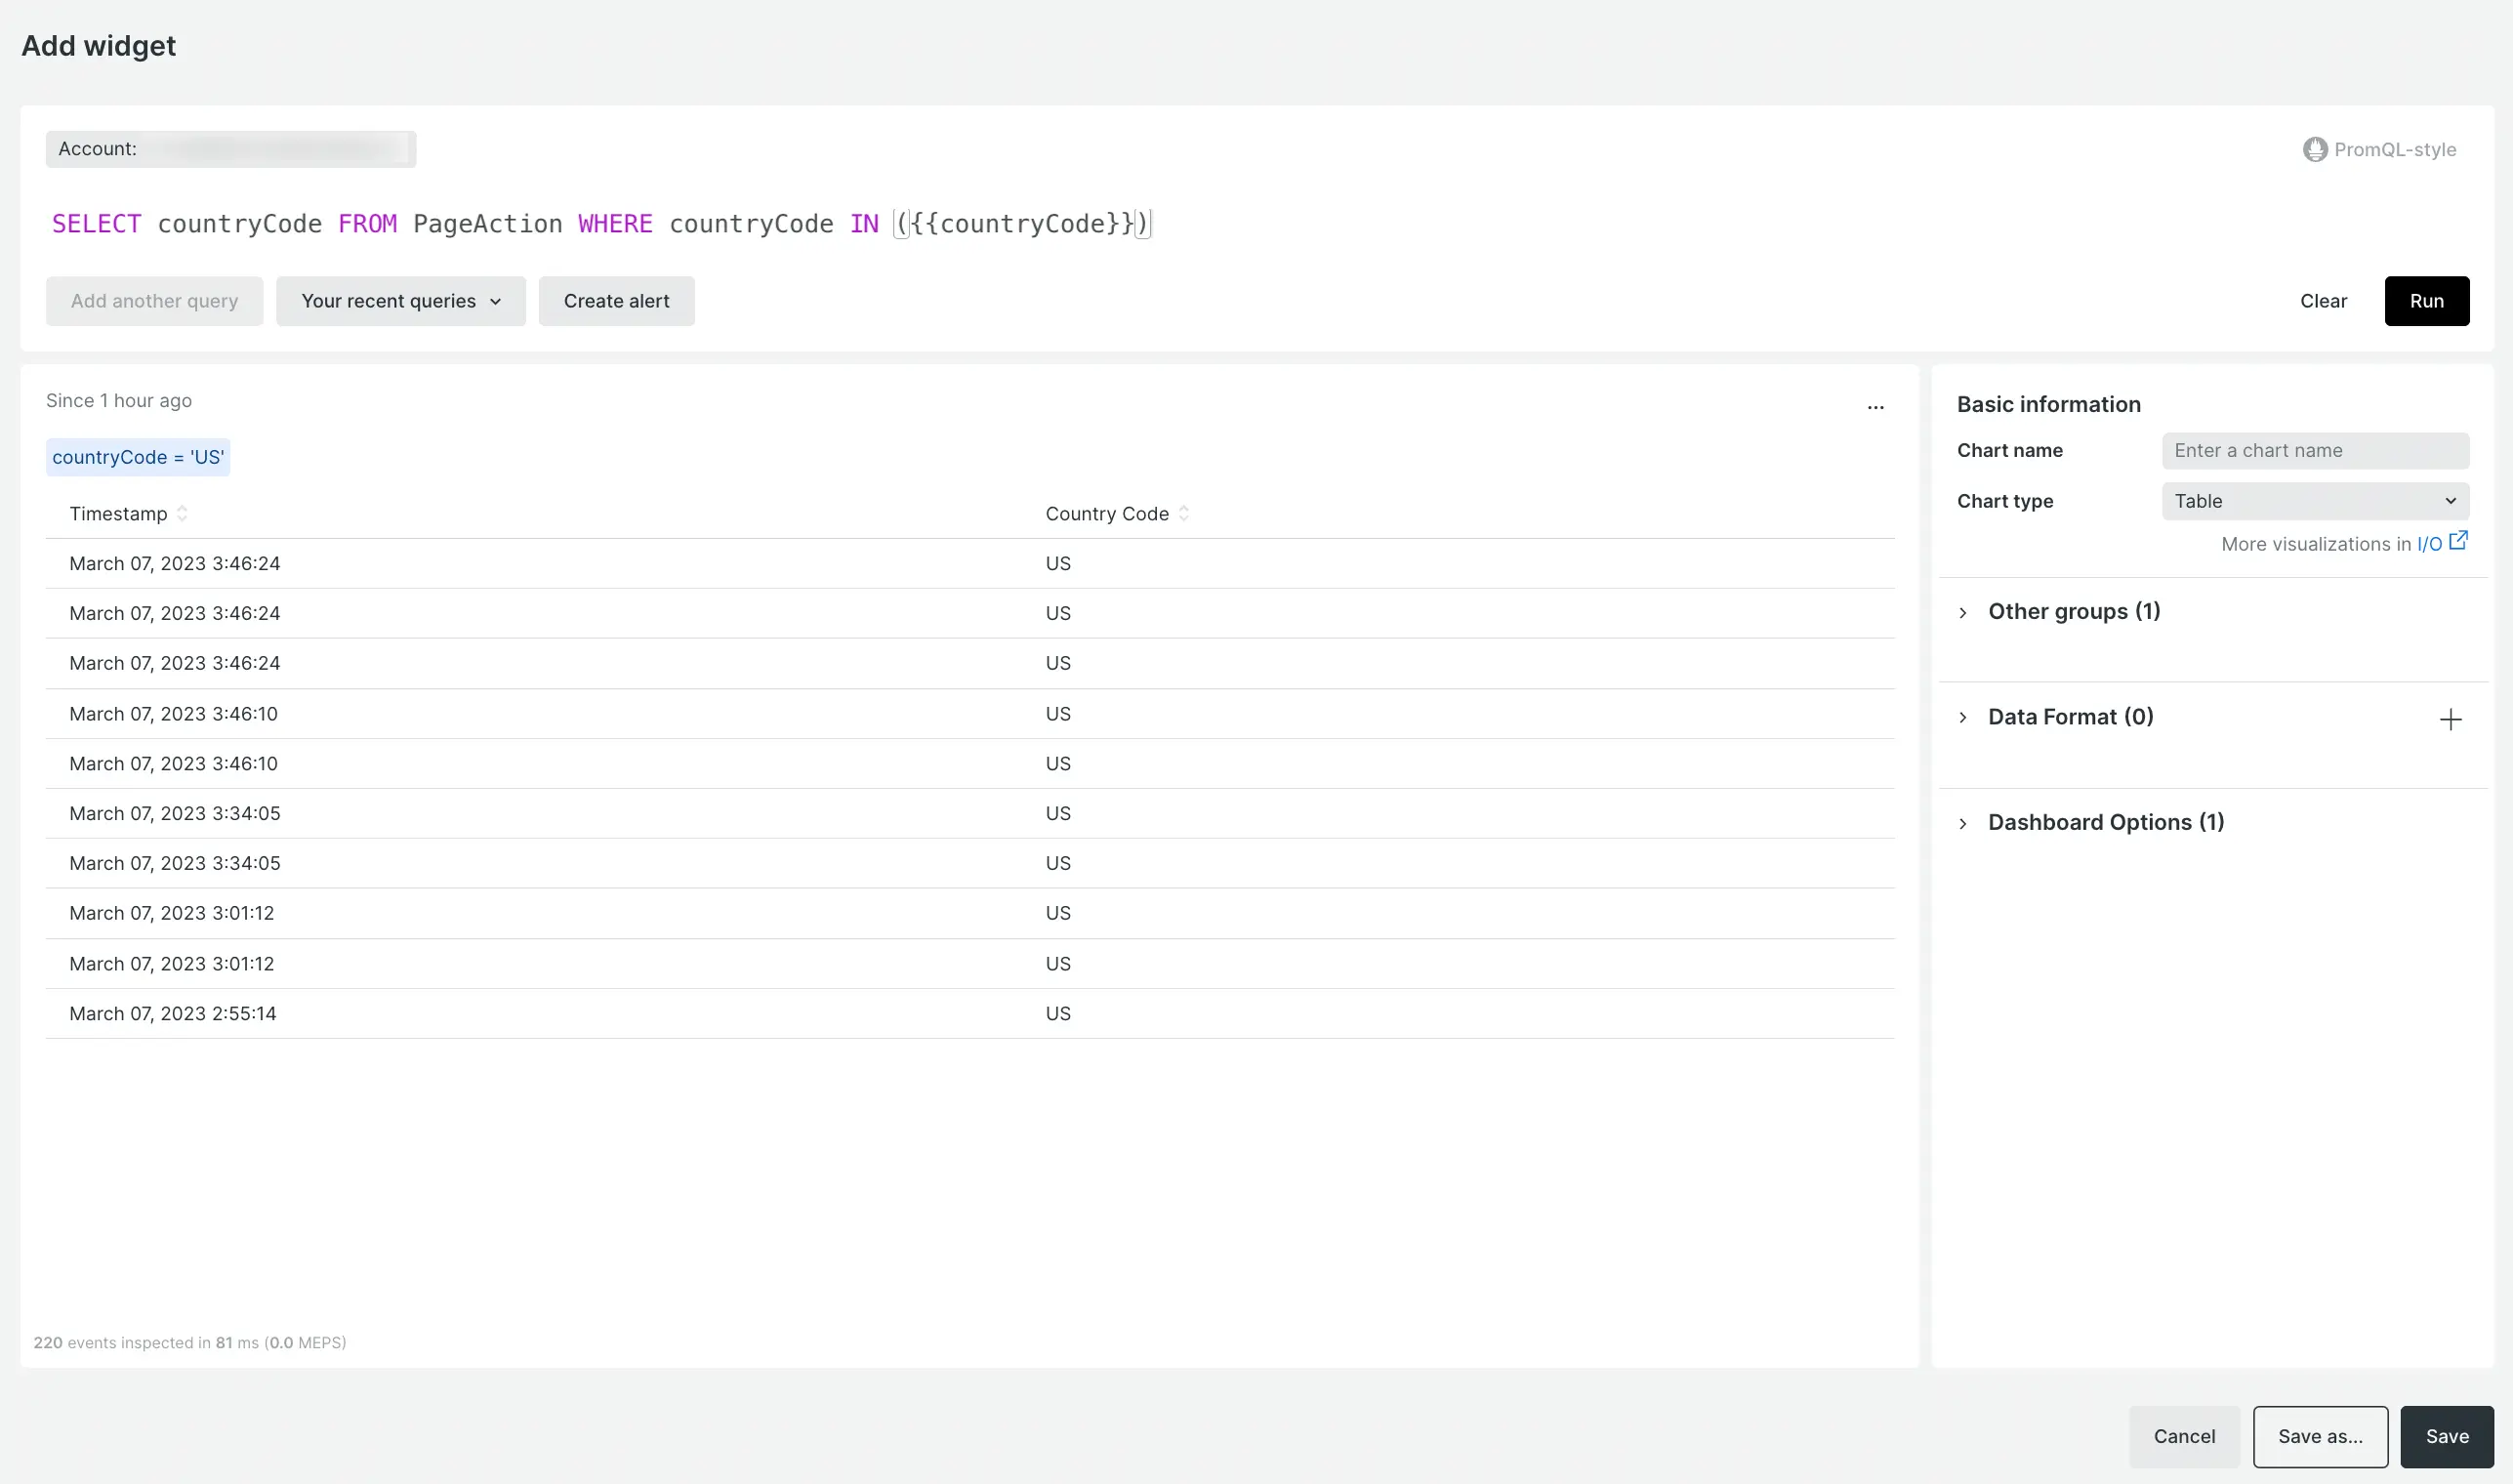 Add widget
Account:
PromQL-style
SELECT countryCode FROM PageAction WHERE countryCode IN ({{countryCode}})
Add another query Your recent queries Create alert Clear Run
Since 1 hour ago
...
countryCode = 'US'
Timestamp Country Code
March 07, 2023 3:46:24 US
March 07, 2023 3:46:24 US
March 07, 2023 3:46:24 US
March 07, 2023 3:46:10 US
March 07, 2023 3:46:10 US
March 07, 2023 3:34:05 US
March 07, 2023 3:34:05 US
March 07, 2023 3:01:12 US
March 07, 2023 3:01:12 US
March 07, 2023 2:55:14 US
220 events inspected in 81 ms (0.0 MEPS)
Basic information
Chart name Enter a chart name
Chart type Table
More visualizations in I/O
Other groups (1)
Data Format (0)
Dashboard Options (1)
Cancel Save as... Save